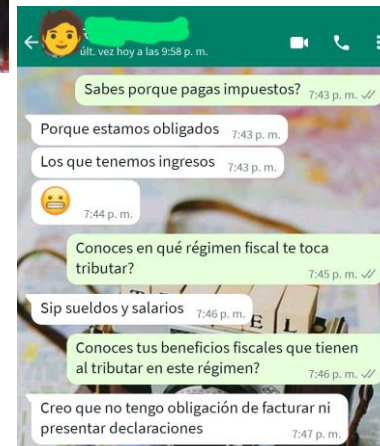 últ. vez hoy a las 9:58 p. m.
Sabes porque pagas impuestos? 7:43 p. m.
Porque estamos obligados 7:43 p. m.
Los que tenemos ingresos 7:43 p. m.
7:44 p. m.
Conoces en qué régimen fiscal te toca
tributar?
7:45 p. m.
Sip sueldos y salarios 7:46 p. m.
E L
Conoces tus beneficios fiscales que tienen
al tributar en este régimen?
7:46 p. m.
Creo que no tengo obligación de facturar ni
presentar declaraciones
7:47 p. m.